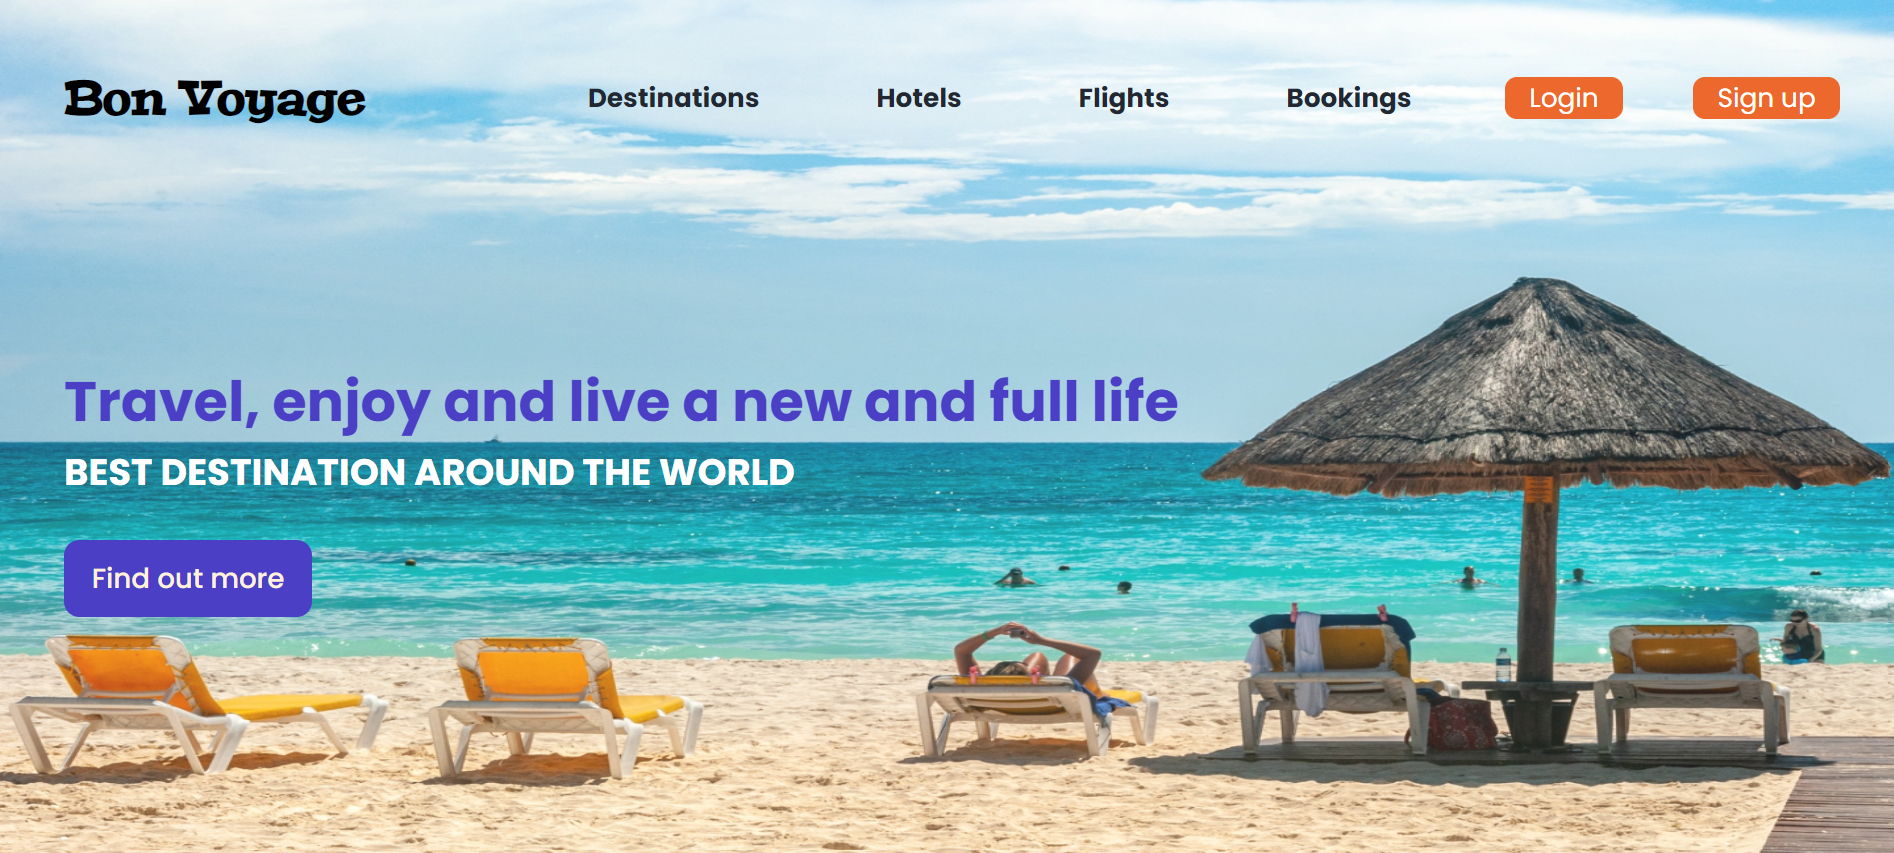 Bon Voyage
Destinations
Hotels
Flights
Bookings
Login
Sign up
Travel, enjoy and live a new and full life
BEST DESTINATION AROUND THE WORLD
Find out more